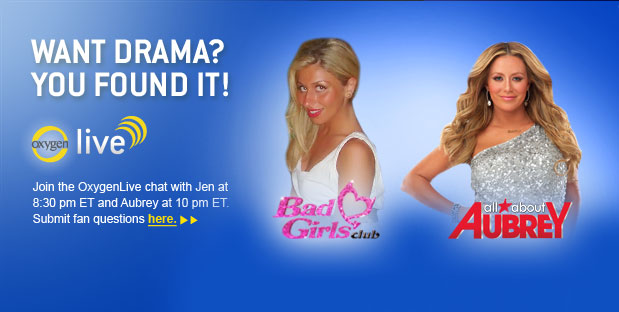 WANT DRAMA?
YOU FOUND IT!
oxygen live
Join the OxygenLive chat with Jen at
8:30 pm ET and Aubrey at 10 pm ET.
Submit fan questions here.
Bad
Girls club
all about
AUBREY